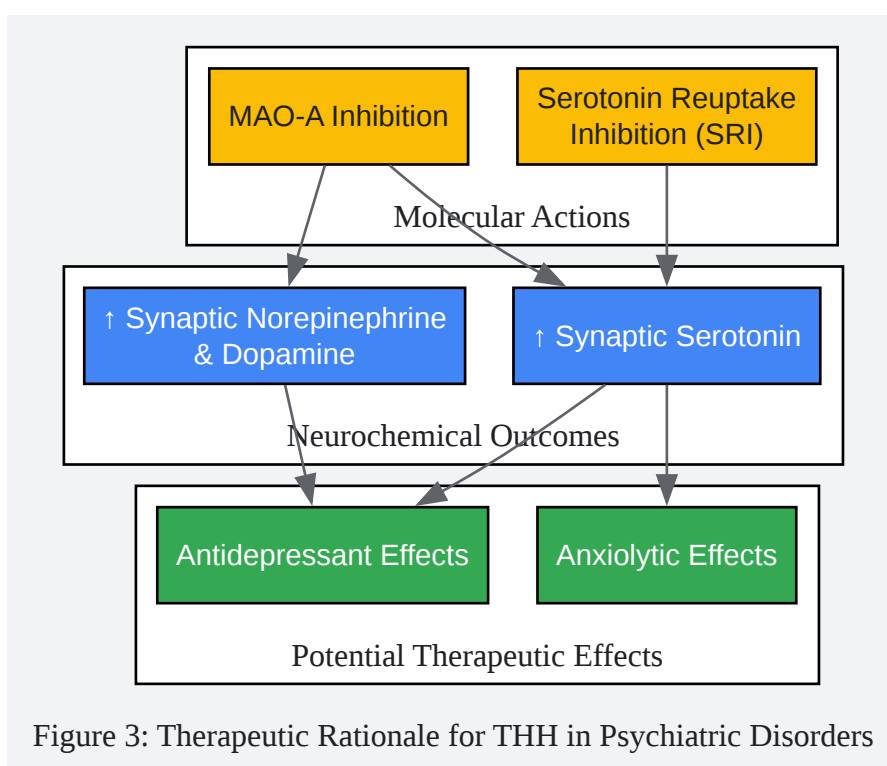 MAO-A Inhibition
Serotonin Reuptake
Inhibition (SRI)
Molecular Actions
↑ Synaptic Norepinephrine
& Dopamine
↑ Synaptic Serotonin
Neurochemical Outcomes
Antidepressant Effects
Anxiolytic Effects
Potential Therapeutic Effects
Figure 3: Therapeutic Rationale for THH in Psychiatric Disorders